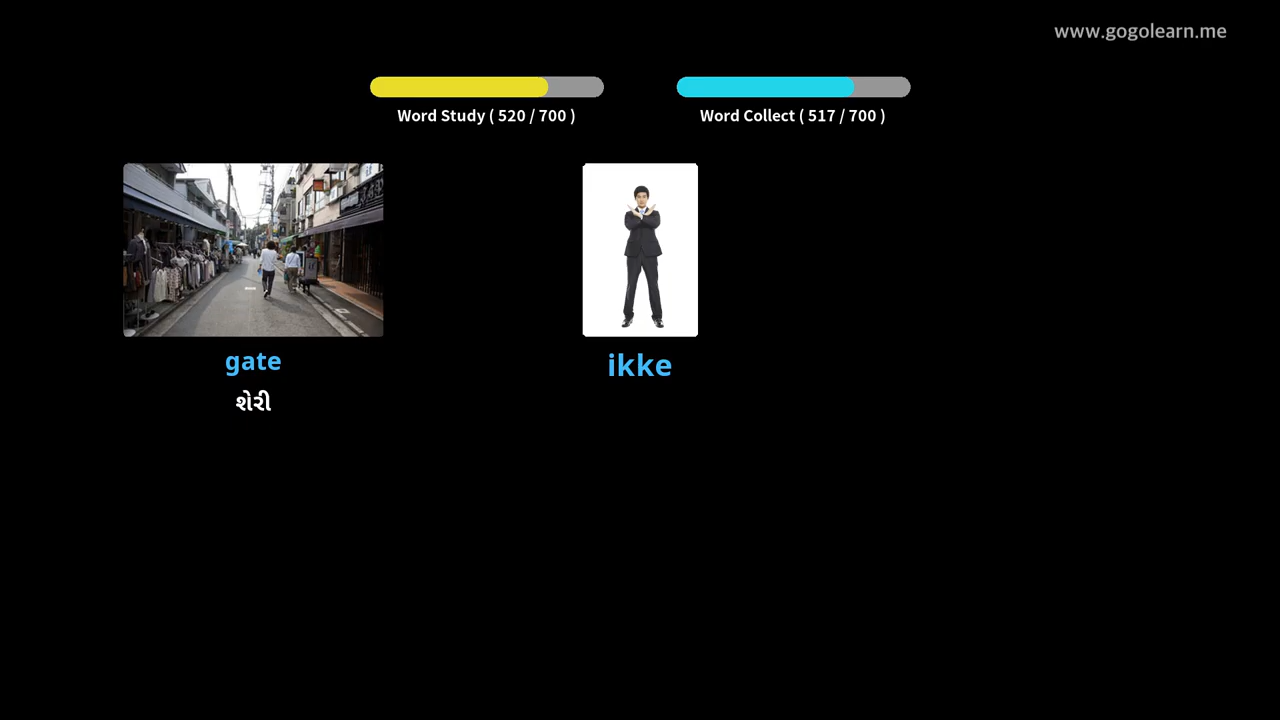 www.gogolearn.me
Word Study ( 520 / 700 )
Word Collect ( 517 / 700 )
gate
શેરી
ikke